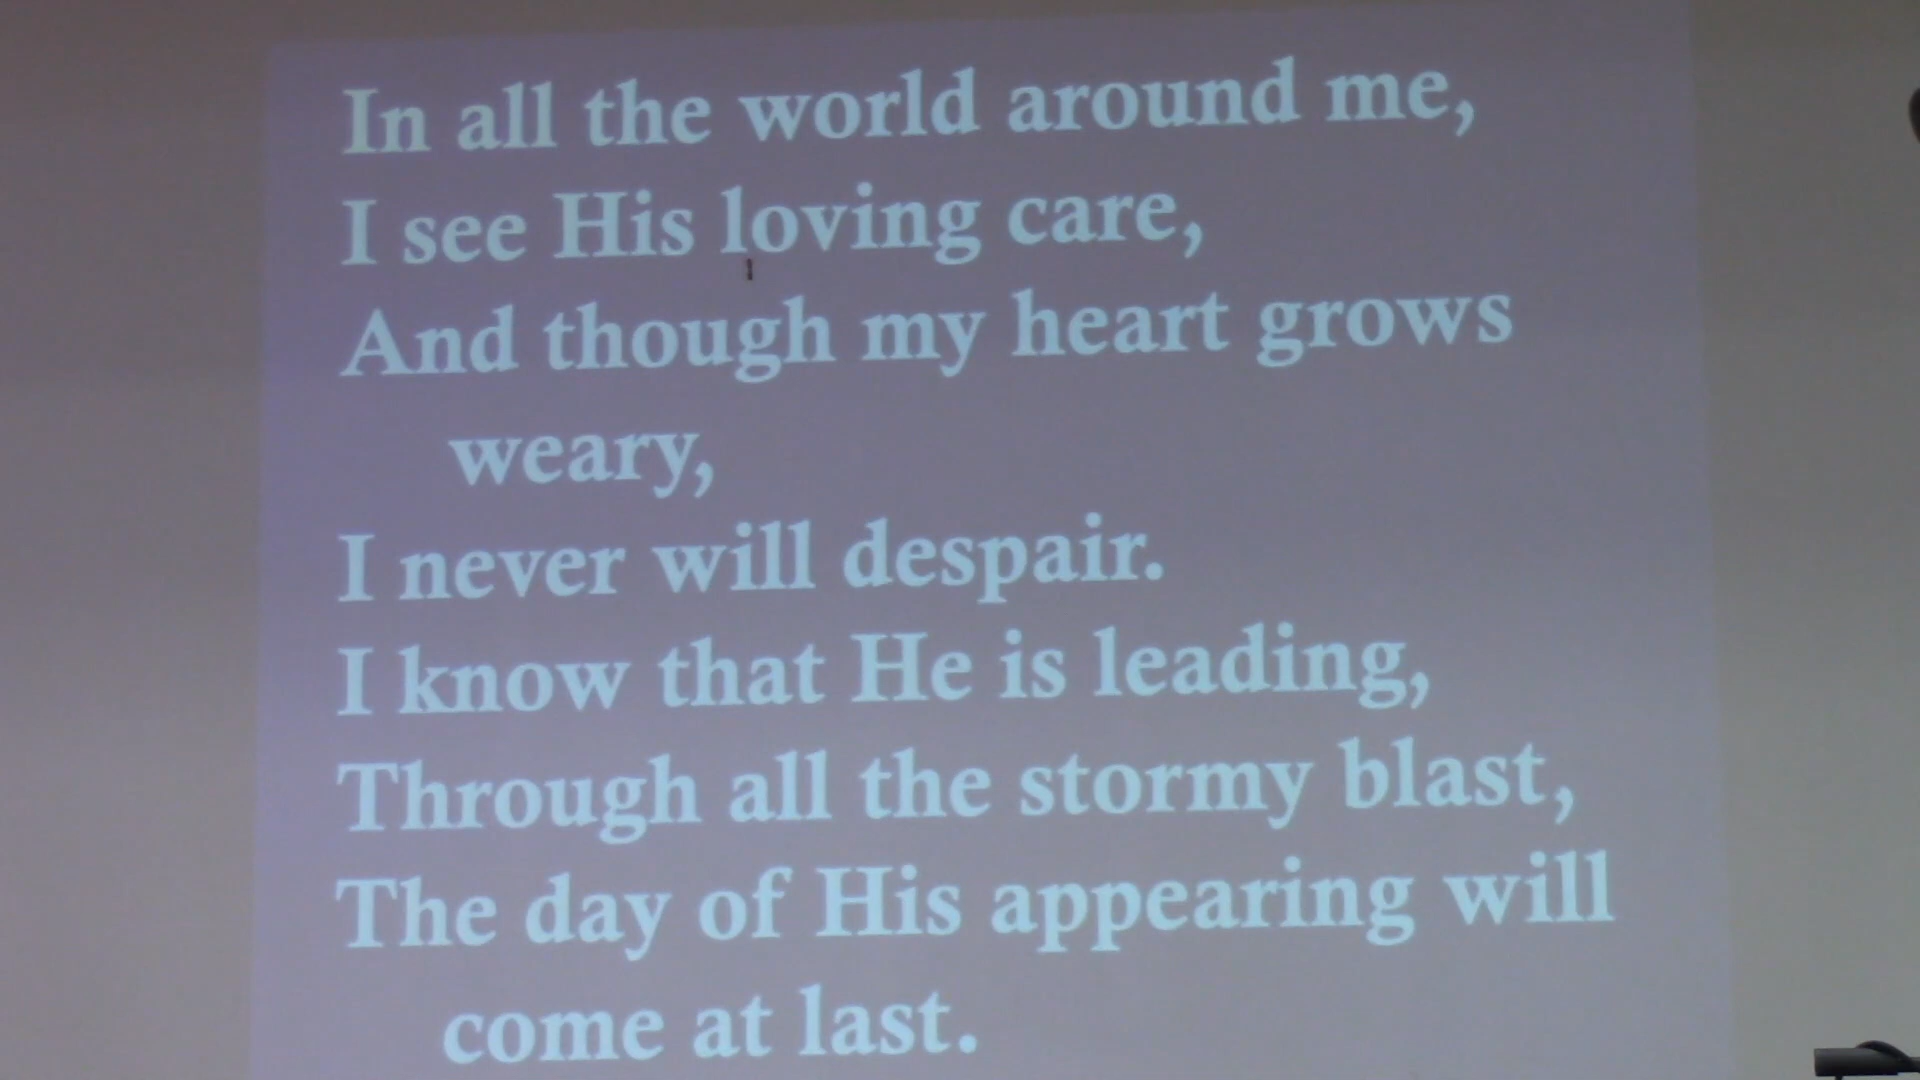 In all the world around me,
I see His loving care,
And though my heart grows
weary,
I never will despair.
I know that He is leading,
Through all the stormy blast,
The day of His appearing will
come at last.